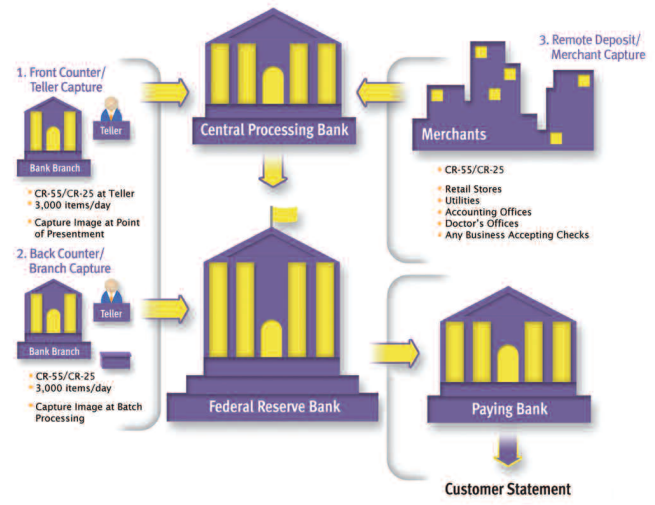 1. Front Counter/
Teller Capture
Teller
Bank Branch
CR-55/CR-25 at Teller
3,000 items/day
Capture Image at Point
of Presentment
2. Back Counter/
Branch Capture
Teller
Bank Branch
CR-55/CR-25
3,000 items/day
Capture Image at Batch
Processing
Central Processing Bank
3. Remote Deposit/
Merchant Capture
Merchants
CR-55/CR-25
Retail Stores
Utilities
Accounting Offices
Doctor's Offices
Any Business Accepting Checks
Federal Reserve Bank
Paying Bank
Customer Statement